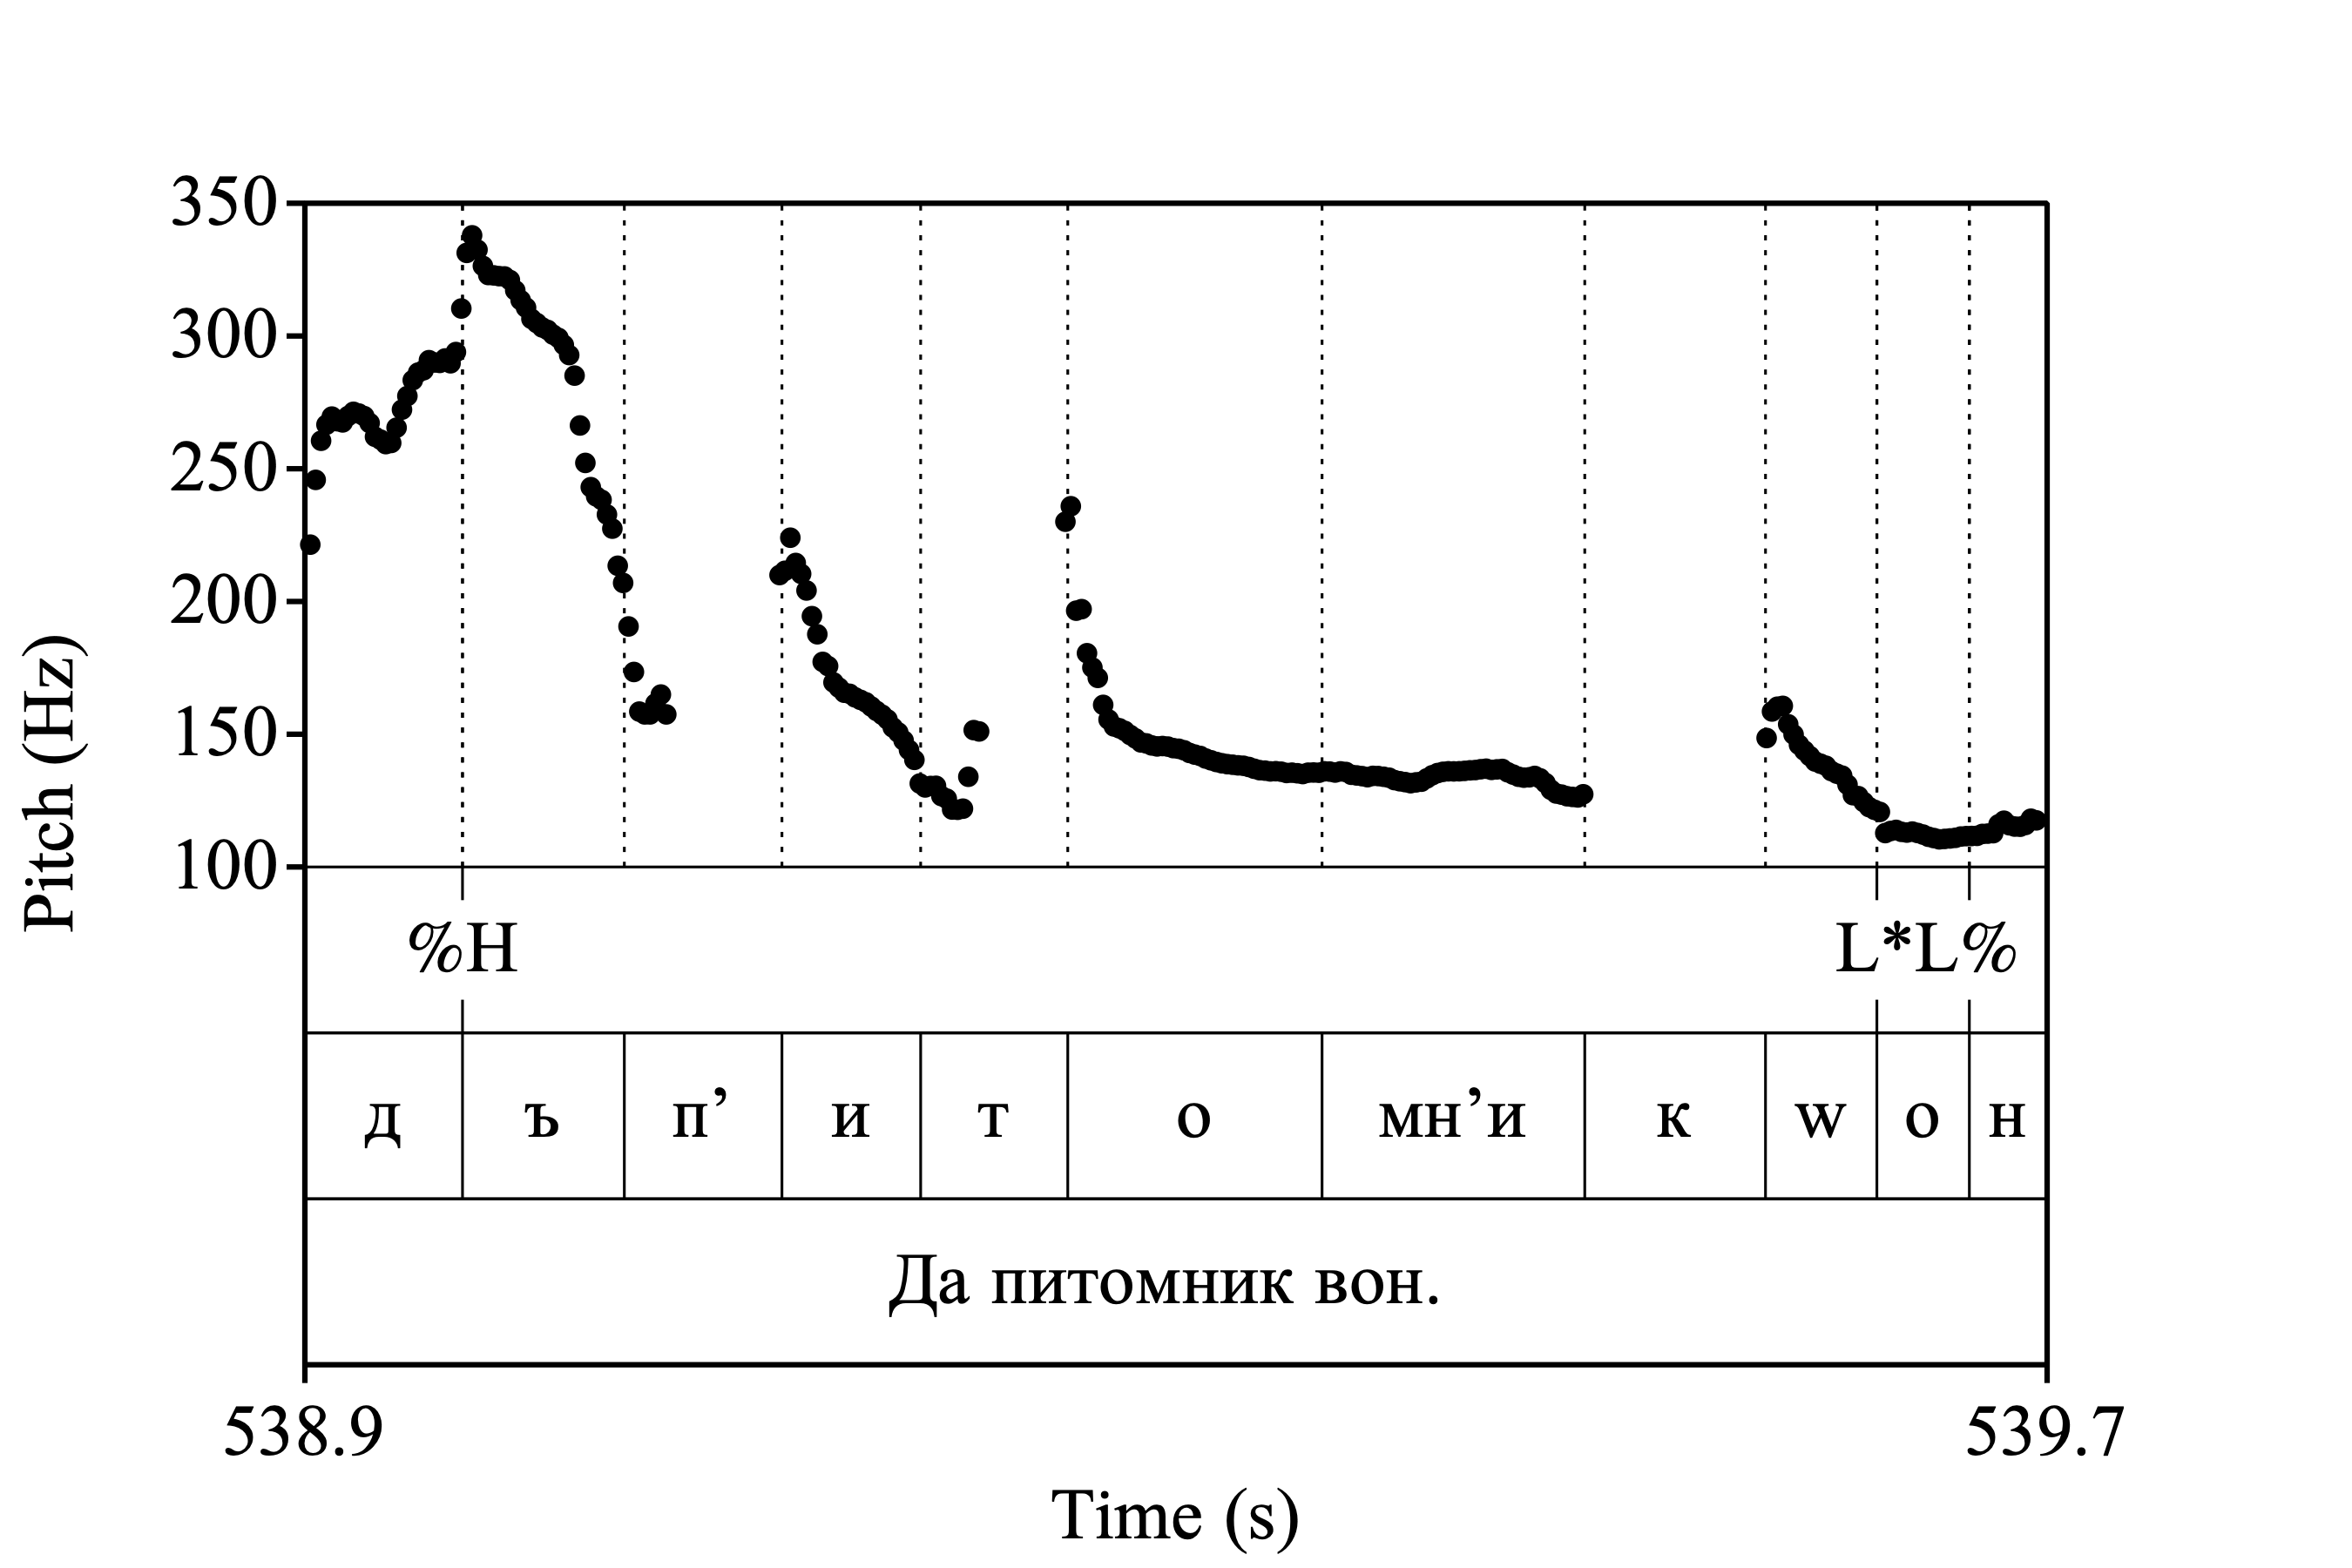 350
300
250
200
150
100
Pitch (Hz)
%H L* L%
д ъ п’ и т о мн’и к w о н
Да питомник вон.
538.9 539.7
Time (s)